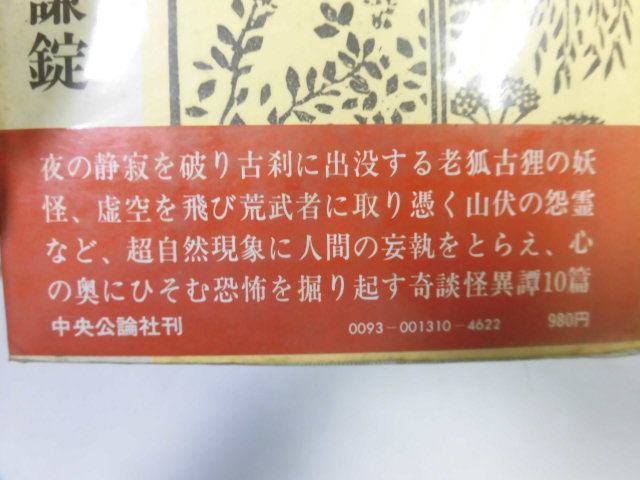 謙錠
夜の静寂を破り古刹に出没する老狐古狸の妖
怪、虚空を飛び荒武者に取り憑く山伏の怨霊
など、超自然現象に人間の妄執をとらえ、心
の奥にひそむ恐怖を掘り起す奇談怪異譚10篇
中央公論社刊 0093-001310-4622 980円